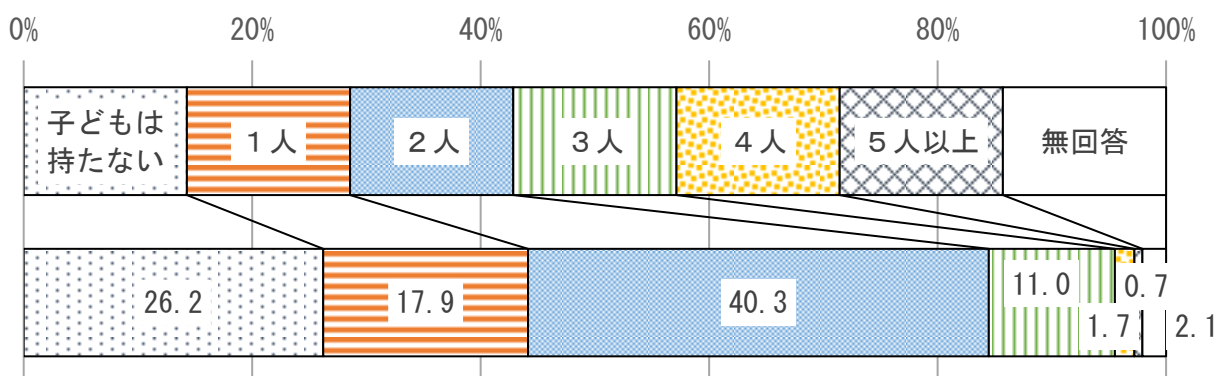 0% 20% 40% 60% 80% 100%
子どもは
持たない
１人 ２人 ３人 ４人 ５人以上 無回答
26.2 17.9 40.3 11.0 0.7
1.7 2.1